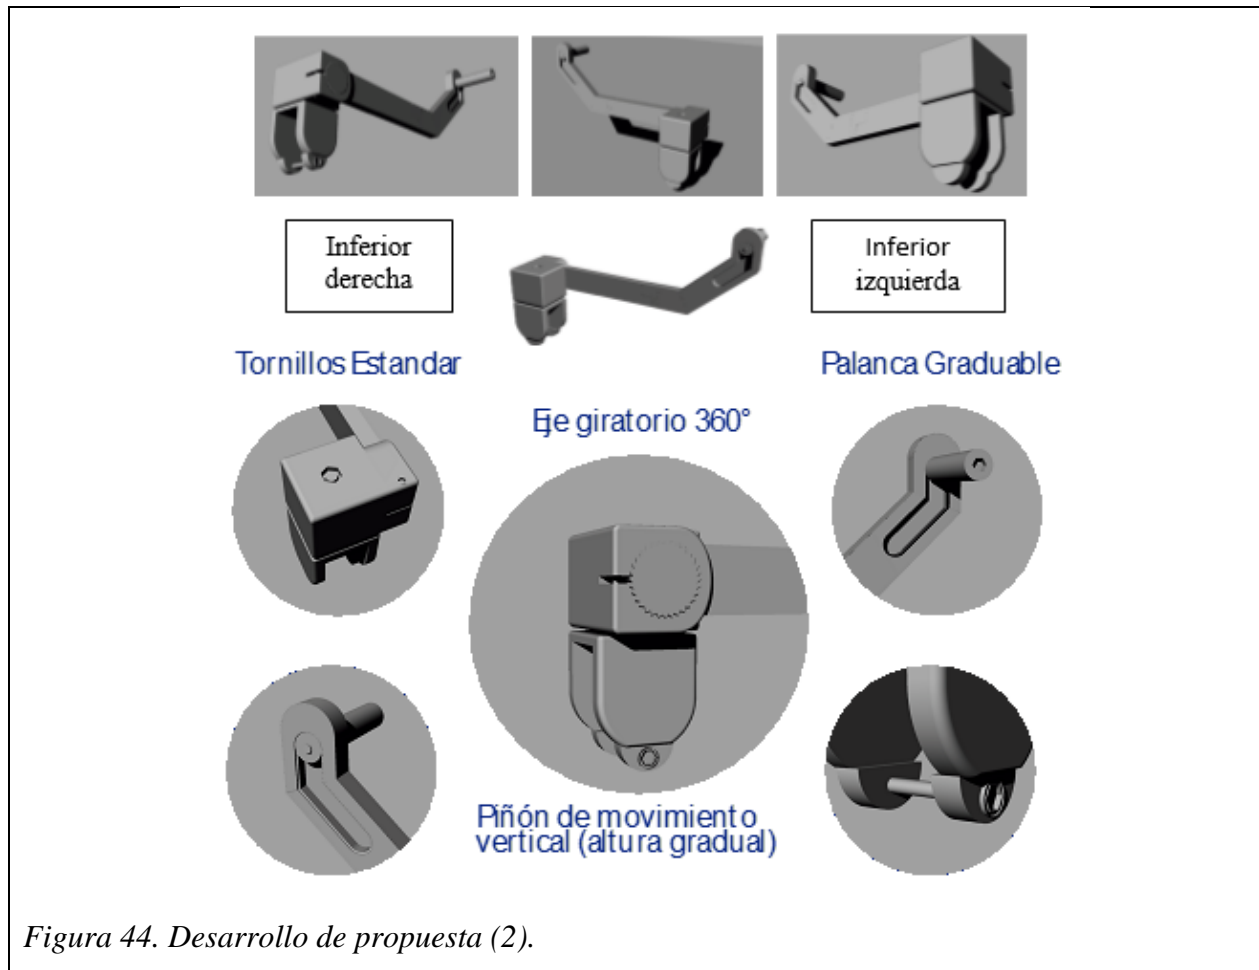 Inferior
derecha
Inferior
izquierda
Tornillos Estandar
Palanca Graduable
Eje giratorio 360°
Piñón de movimiento
vertical (altura gradual)
Figura 44. Desarrollo de propuesta (2).